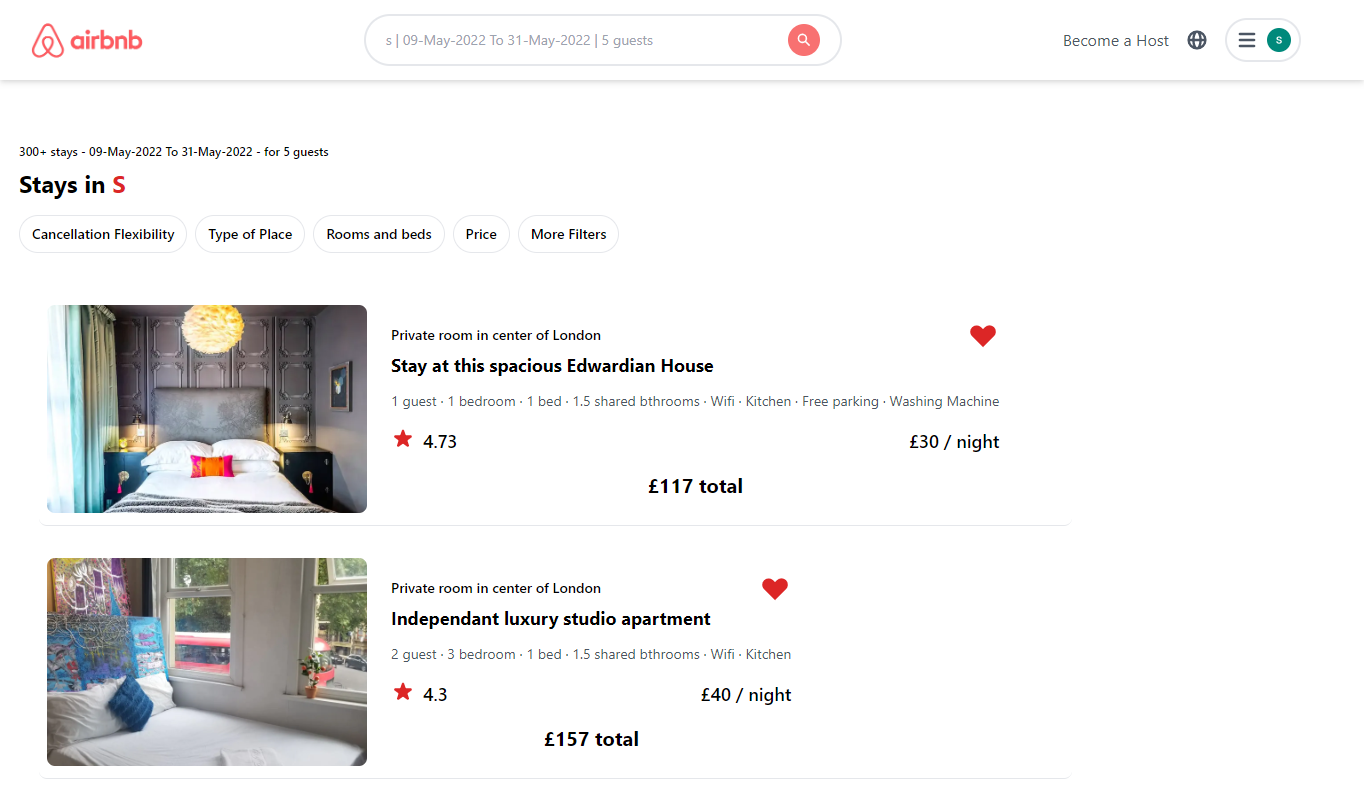 airbnb
s | 09-May-2022 To 31-May-2022 | 5 guests
Become a Host
S
300+ stays - 09-May-2022 To 31-May-2022 - for 5 guests
Stays in S
Cancellation Flexibility
Type of Place
Rooms and beds
Price
More Filters
Private room in center of London
Stay at this spacious Edwardian House
1 guest · 1 bedroom · 1 bed · 1.5 shared bthrooms · Wifi · Kitchen · Free parking · Washing Machine
4.73
£30 / night
£117 total
Private room in center of London
Independant luxury studio apartment
2 guest · 3 bedroom · 1 bed · 1.5 shared bthrooms · Wifi · Kitchen
4.3
£40 / night
£157 total